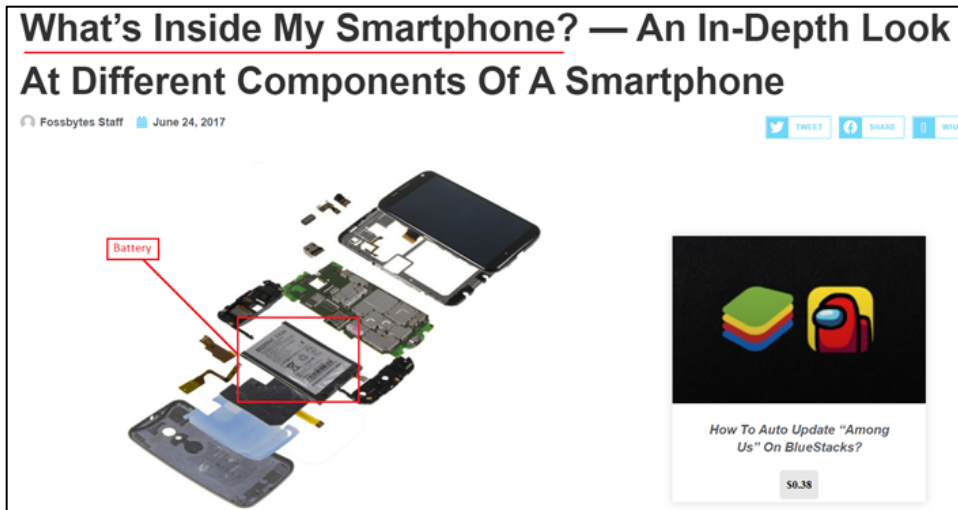 What's Inside My Smartphone? — An In-Depth Look
At Different Components Of A Smartphone
Fossbytes Staff June 24, 2017
TWEET SHARE WHA
Battery
How To Auto Update “Among
Us” On BlueStacks?
$0.38